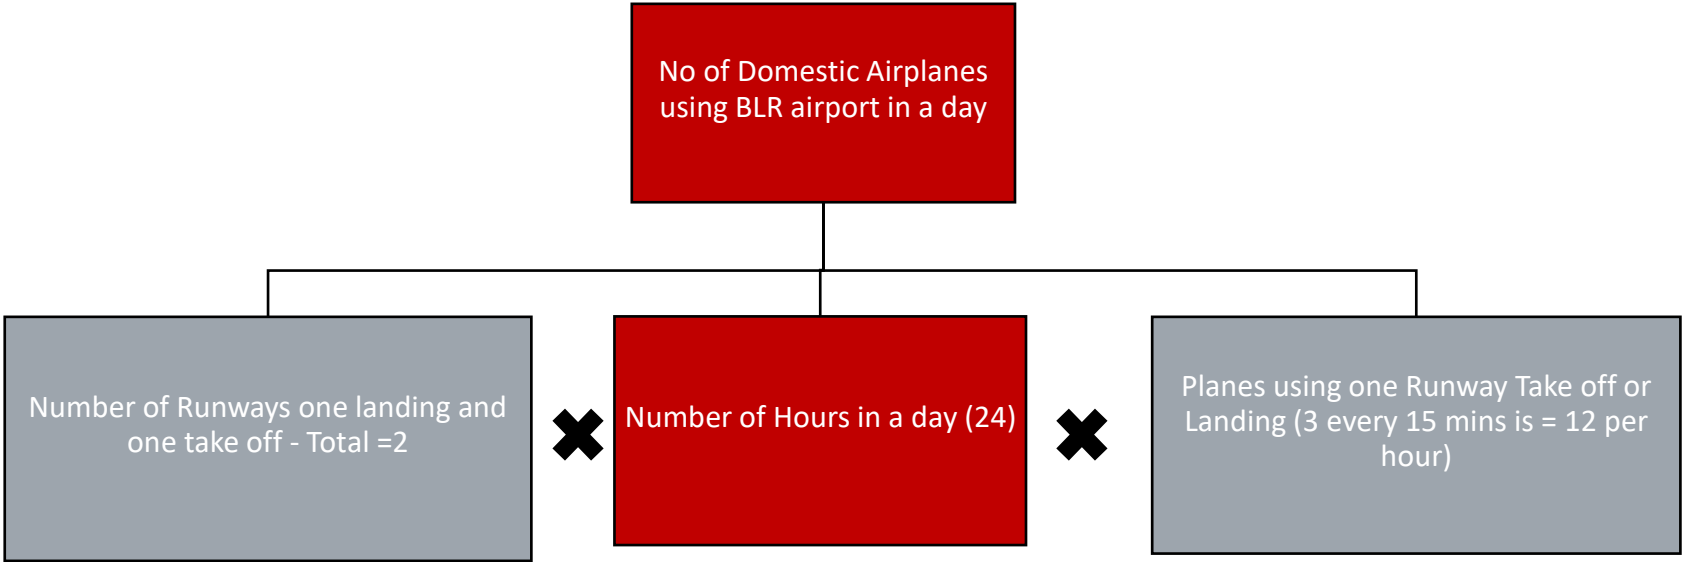 No of Domestic Airplanes
using BLR airport in a day
Number of Runways one landing and
one take off - Total =2
Number of Hours in a day (24)
Planes using one Runway Take off or
Landing (3 every 15 mins is = 12 per
hour)